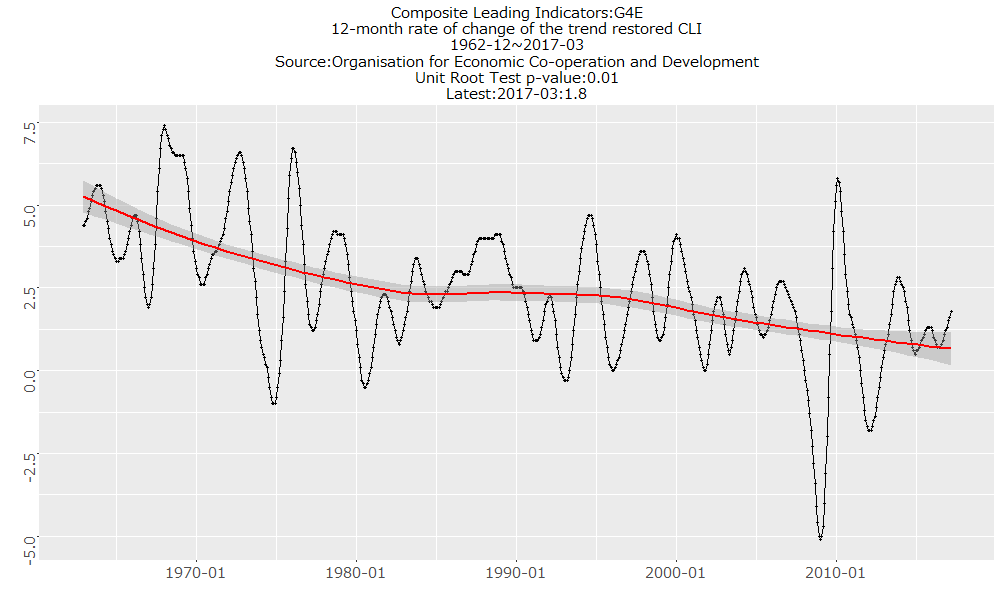 Composite Leading Indicators:G4E
12-month rate of change of the trend restored CLI
1962-12~2017-03
Source:Organisation for Economic Co-operation and Development
Unit Root Test p-value:0.01
Latest:2017-03:1.8
7.5
5.0
2.5
0.0
-2.5
-5.0
1970-01 1980-01 1990-01 2000-01 2010-01